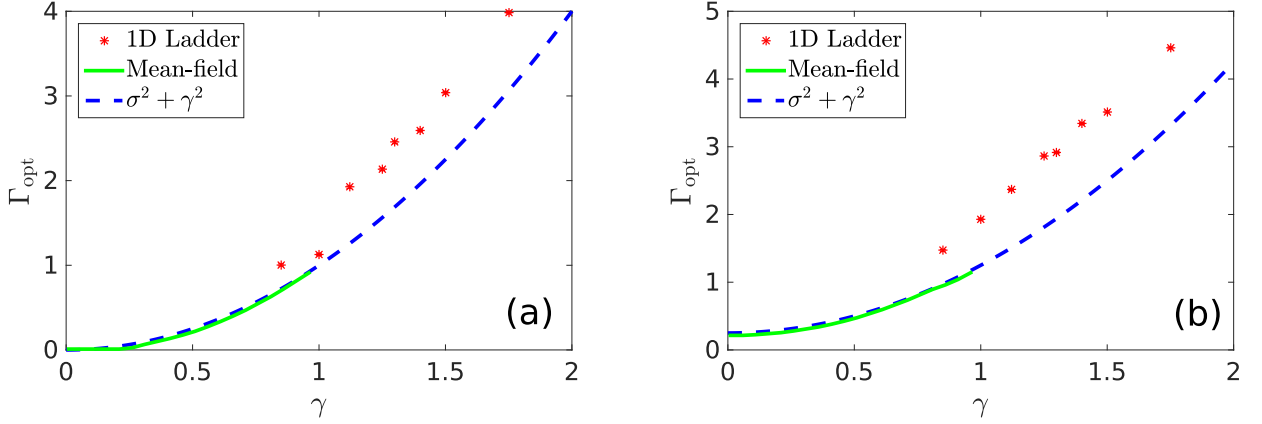 4
3
2
1
0
Γopt
1D Ladder
Mean-field
σ² + γ²
(a)
0
0.5
1
1.5
2
γ
5
4
3
2
1
0
Γopt
1D Ladder
Mean-field
σ² + γ²
(b)
0
0.5
1
1.5
2
γ